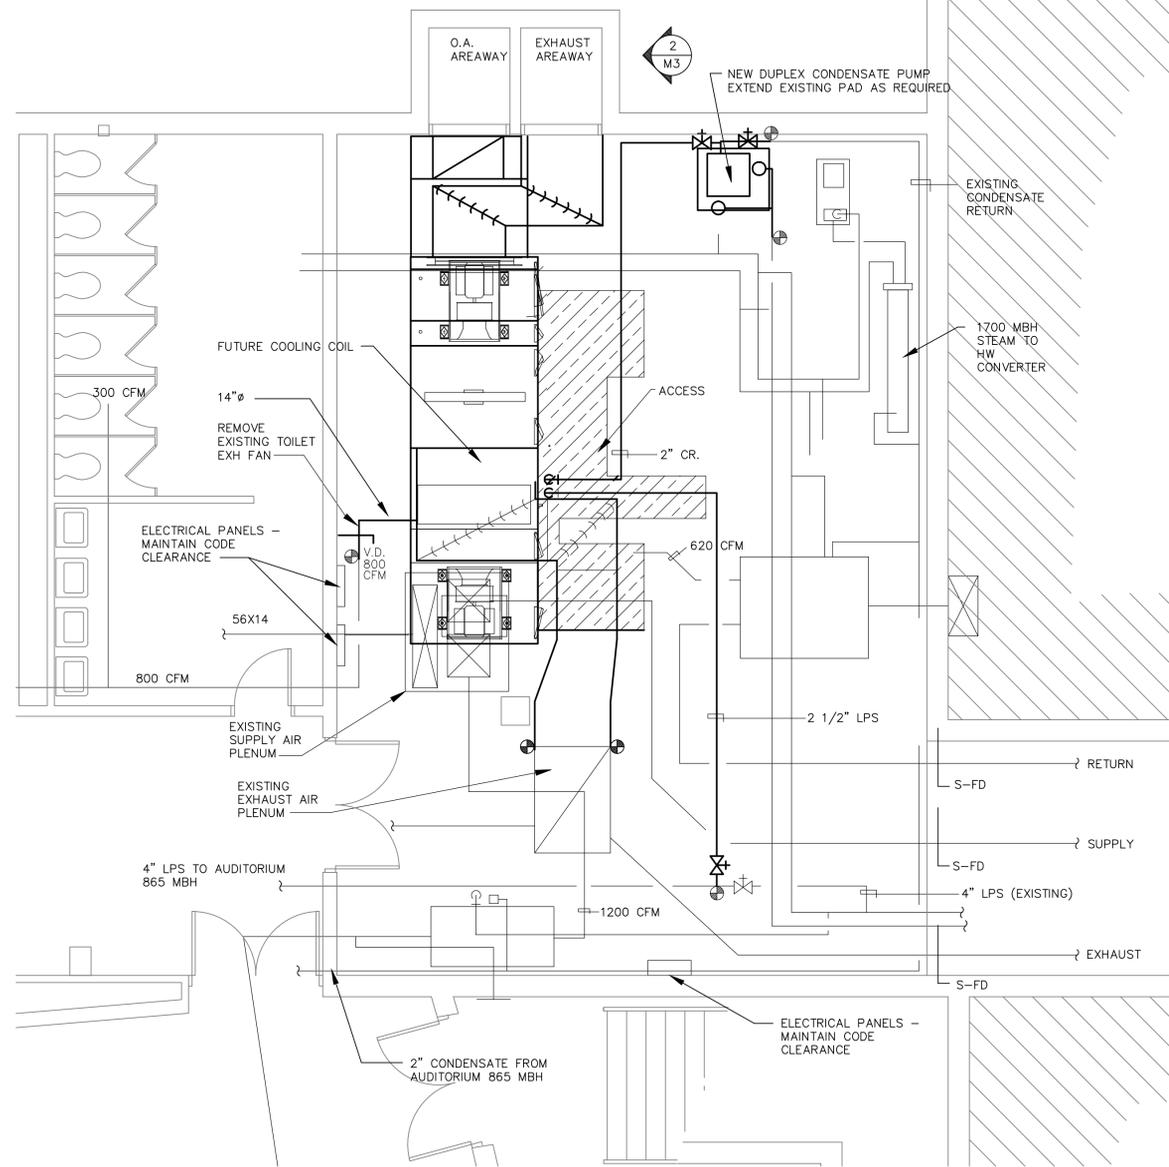 O.A.
AREAWAY
EXHAUST
AREAWAY
2
M3
NEW DUPLEX CONDENSATE PUMP
EXTEND EXISTING PAD AS REQUIRED
EXISTING
CONDENSATE
RETURN
1700 MBH
STEAM TO
HW
CONVERTER
FUTURE COOLING COIL
300 CFM
14"ø
ACCESS
REMOVE
EXISTING TOILET
EXH FAN
2" CR.
ELECTRICAL PANELS –
MAINTAIN CODE
CLEARANCE
V.D.
800
CFM
620 CFM
56X14
800 CFM
2 1/2" LPS
EXISTING
SUPPLY AIR
PLENUM
RETURN
S–FD
EXISTING
EXHAUST AIR
PLENUM
SUPPLY
S–FD
4" LPS TO AUDITORIUM
865 MBH
4" LPS (EXISTING)
1200 CFM
EXHAUST
S–FD
ELECTRICAL PANELS –
MAINTAIN CODE
CLEARANCE
2" CONDENSATE FROM
AUDITORIUM 865 MBH